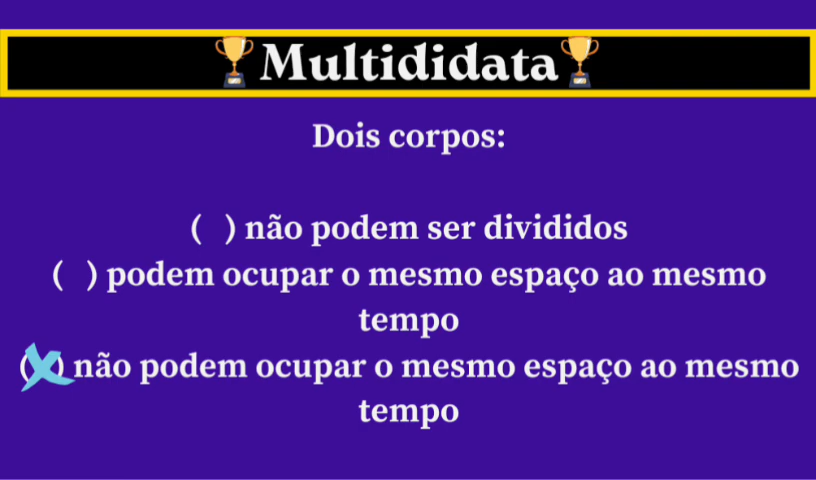 Multididata
Dois corpos:
( ) não podem ser divididos
( ) podem ocupar o mesmo espaço ao mesmo
tempo
(X) não podem ocupar o mesmo espaço ao mesmo
tempo